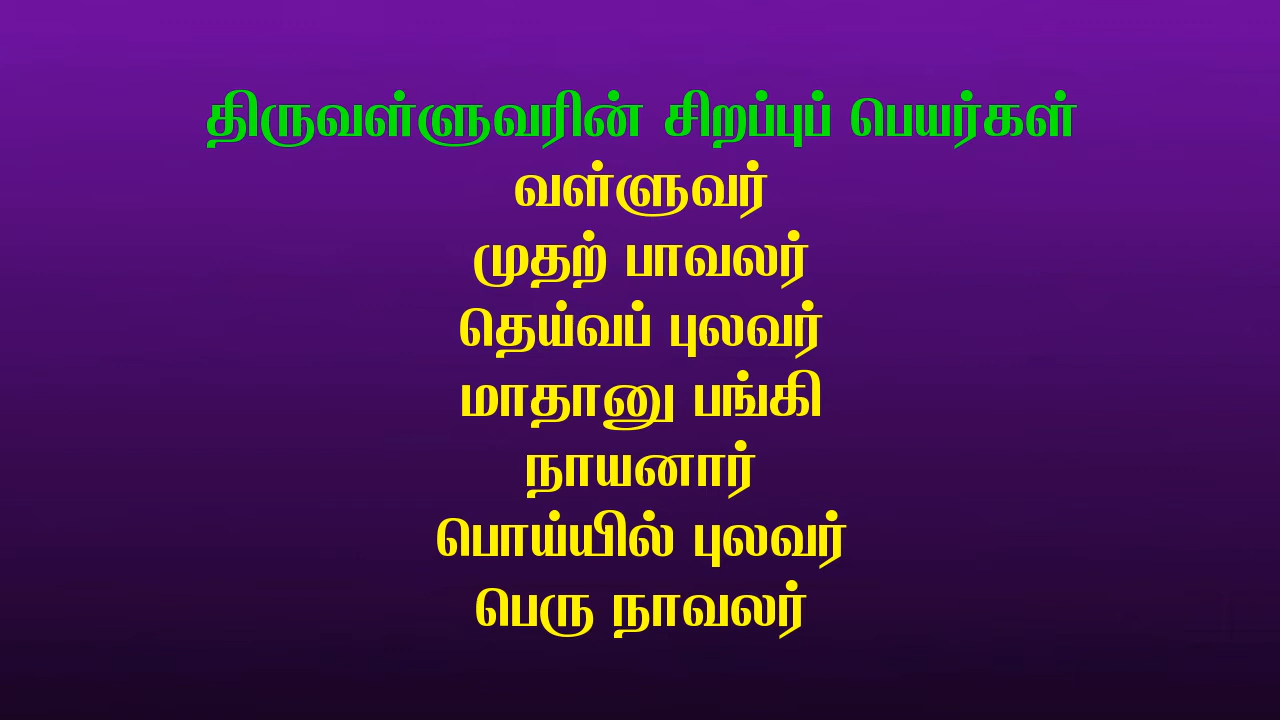 திருவள்ளுவரின் சிறப்புப் பெயர்கள்
வள்ளுவர்
முதற் பாவலர்
தெய்வப் புலவர்
மாதானு பங்கி
நாயனார்
பொய்யில் புலவர்
பெரு நாவலர்